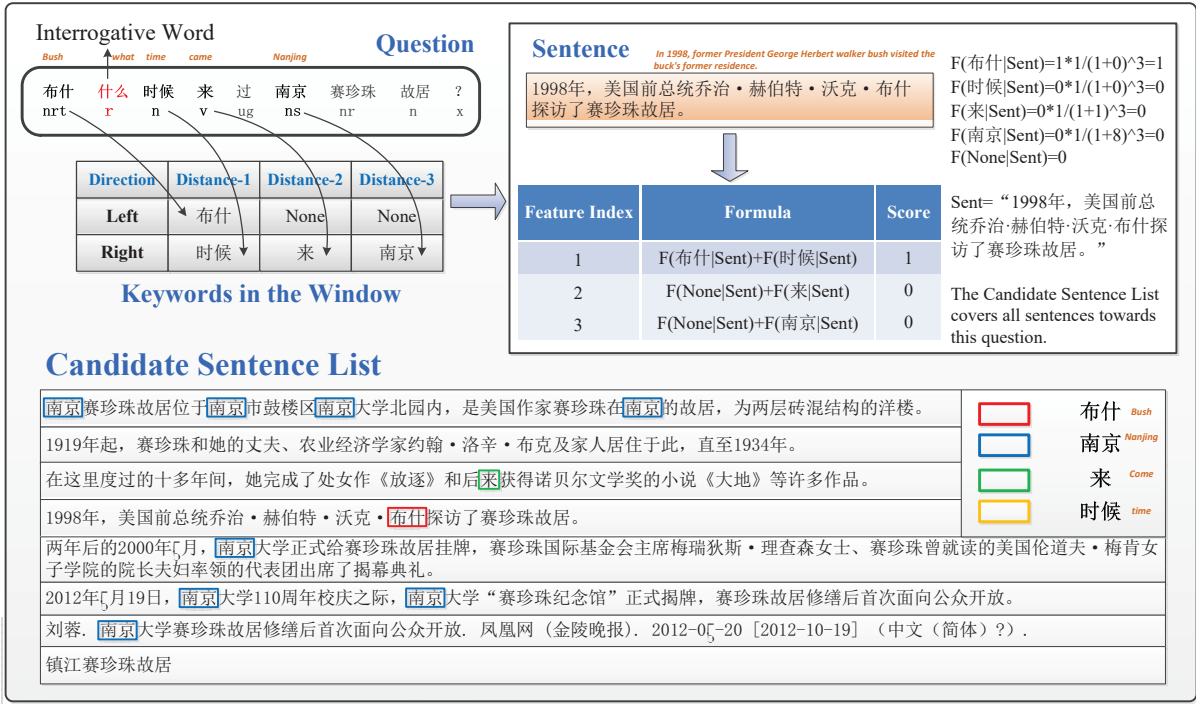 Interrogative Word
Question
Bush what time came Nanjing
布什 什么 时候 来 过 南京 赛珍珠 故居 ?
nrt r n v ug ns nr n x
Direction Distance-1 Distance-2 Distance-3
Left 布什 None None
Right 时候 来 南京
Keywords in the Window
Sentence
In 1998, former President George Herbert walker bush visited the
buck's former residence.
1998年，美国前总统乔治·赫伯特·沃克·布什
探访了赛珍珠故居。
Feature Index Formula Score
1 F(布什|Sent)+F(时候|Sent) 1
2 F(None|Sent)+F(来|Sent) 0
3 F(None|Sent)+F(南京|Sent) 0
F(布什|Sent)=1*1/(1+0)^3=1
F(时候|Sent)=0*1/(1+0)^3=0
F(来|Sent)=0*1/(1+1)^3=0
F(南京|Sent)=0*1/(1+8)^3=0
F(None|Sent)=0
Sent=“1998年，美国前总
统乔治·赫伯特·沃克·布什探
访了赛珍珠故居。”
The Candidate Sentence List
covers all sentences towards
this question.
Candidate Sentence List
南京赛珍珠故居位于南京市鼓楼区南京大学北园内，是美国作家赛珍珠在南京的故居，为两层砖混结构的洋楼。
1919年起，赛珍珠和她的丈夫、农业经济学家约翰·洛辛·布克及家人居住于此，直至1934年。
在这里度过的十多年间，她完成了处女作《放逐》和后来获得诺贝尔文学奖的小说《大地》等许多作品。
1998年，美国前总统乔治·赫伯特·沃克·布什探访了赛珍珠故居。
两年后的2000年5月，南京大学正式给赛珍珠故居挂牌，赛珍珠国际基金会主席梅瑞狄斯·理查森女士、赛珍珠曾就读的美国伦道夫·梅肯女
子学院的院长夫妇率领的代表团出席了揭幕典礼。
2012年5月19日，南京大学110周年校庆之际，南京大学“赛珍珠纪念馆”正式揭牌，赛珍珠故居修缮后首次面向公众开放。
刘蓉. 南京大学赛珍珠故居修缮后首次面向公众开放. 凤凰网 (金陵晚报). 2012-05-20 [2012-10-19] （中文（简体）?）.
镇江赛珍珠故居
布什 Bush
南京 Nanjing
来 Come
时候 time